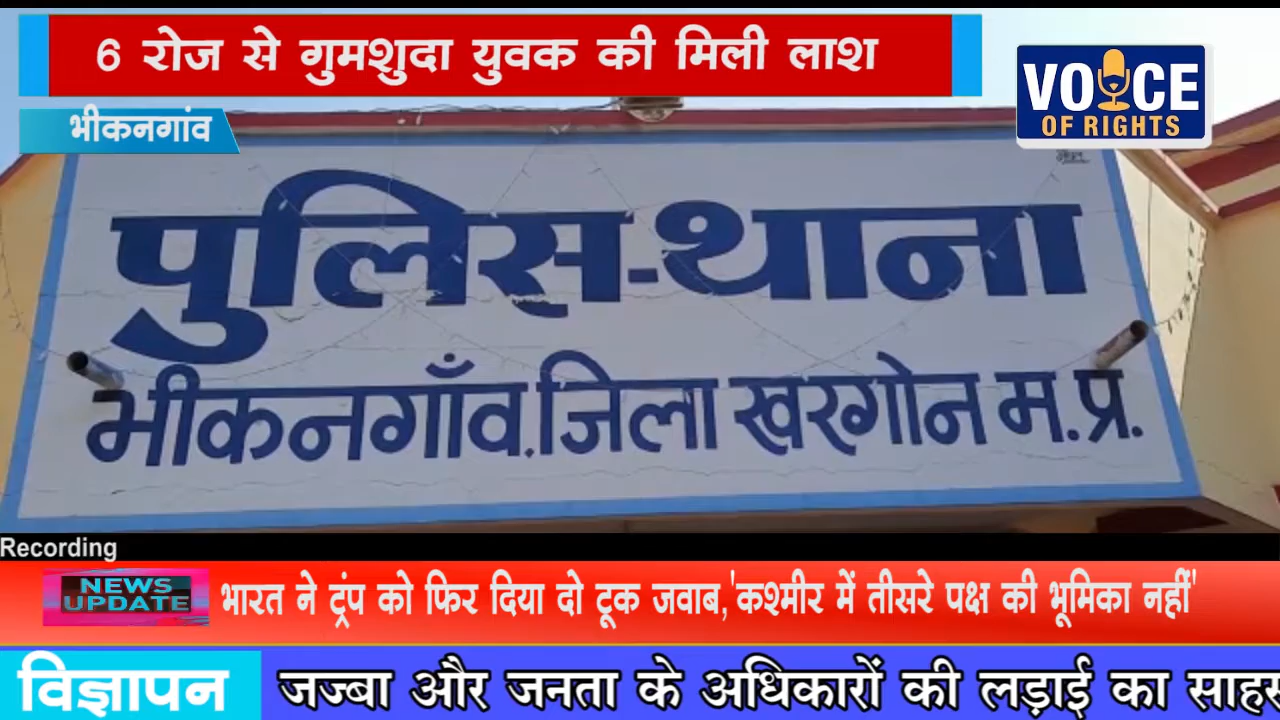 6 रोज से गुमशुदा युवक की मिली लाश
भीकनगांव
VOICE
OF RIGHTS
पुलिस-थाना
भीकनगाँव.जिला खरगोन म.प्र.
Recording
NEWS
UPDATE
भारत ने ट्रंप को फिर दिया दो टूक जवाब,'कश्मीर में तीसरे पक्ष की भूमिका नहीं'
विज्ञापन
जज्बा और जनता के अधिकारों की लड़ाई का साहस